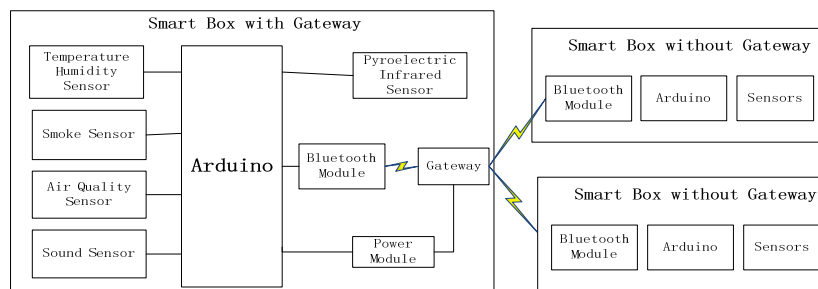 Smart Box with Gateway
Temperature
Humidity
Sensor
Smoke Sensor
Air Quality
Sensor
Sound Sensor
Arduino
Pyroelectric
Infrared
Sensor
Bluetooth
Module
Gateway
Power
Module
Smart Box without Gateway
Bluetooth
Module
Arduino
Sensors
Smart Box without Gateway
Bluetooth
Module
Arduino
Sensors